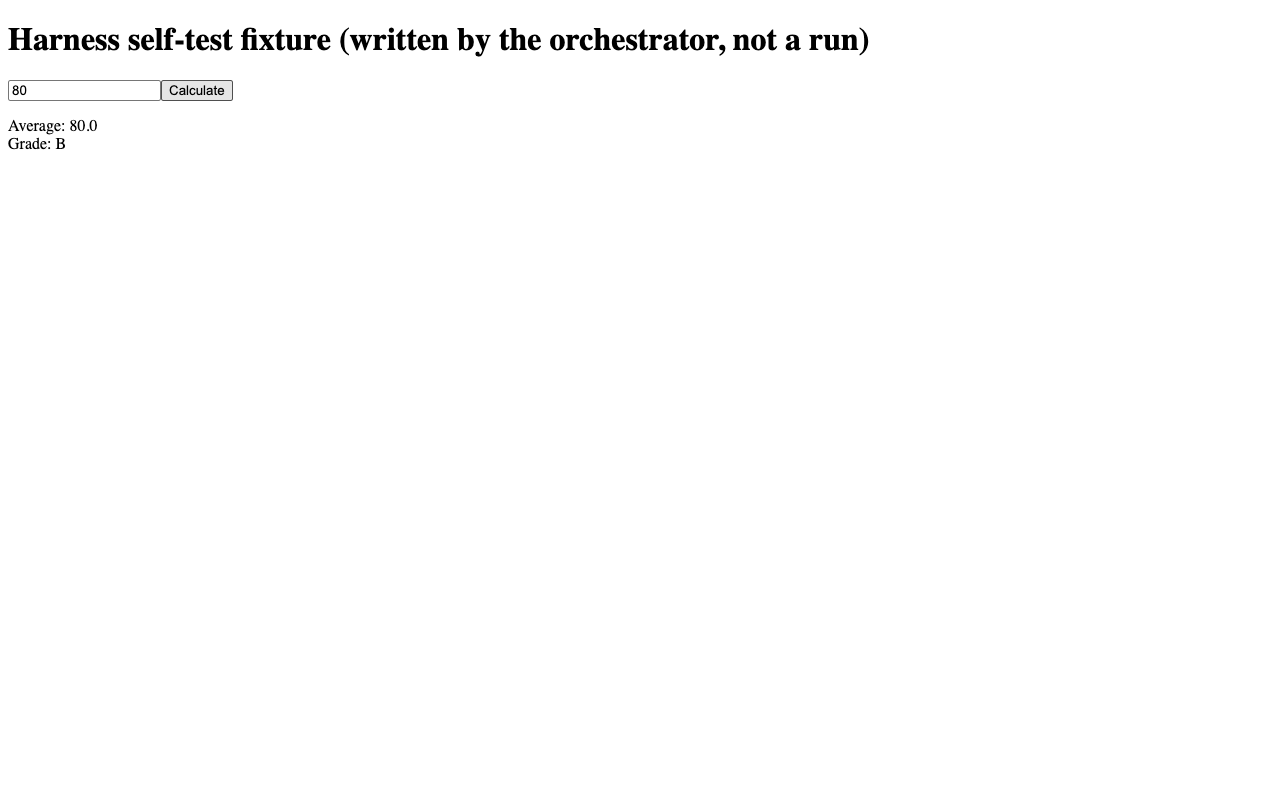 Harness self-test fixture (written by the orchestrator, not a run)
80 Calculate
Average: 80.0
Grade: B